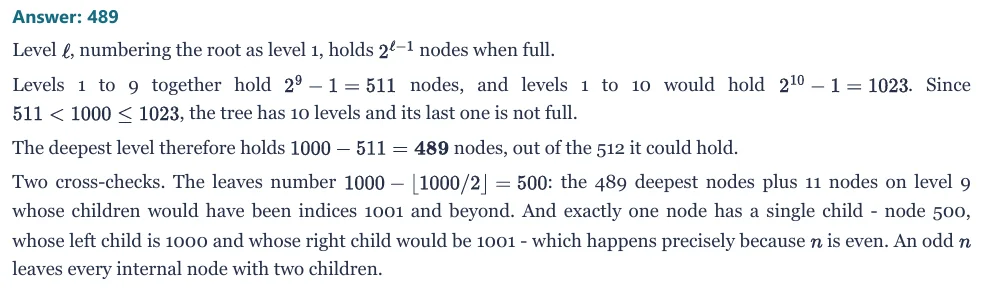 Answer: 489
Level ℓ, numbering the root as level 1, holds 2^{ℓ−1} nodes when full.
Levels 1 to 9 together hold 2⁹ − 1 = 511 nodes, and levels 1 to 10 would hold 2¹⁰ − 1 = 1023. Since
511 < 1000 ≤ 1023, the tree has 10 levels and its last one is not full.
The deepest level therefore holds 1000 − 511 = 489 nodes, out of the 512 it could hold.
Two cross-checks. The leaves number 1000 − ⌊1000/2⌋ = 500: the 489 deepest nodes plus 11 nodes on level 9
whose children would have been indices 1001 and beyond. And exactly one node has a single child - node 500,
whose left child is 1000 and whose right child would be 1001 - which happens precisely because n is even. An odd n
leaves every internal node with two children.